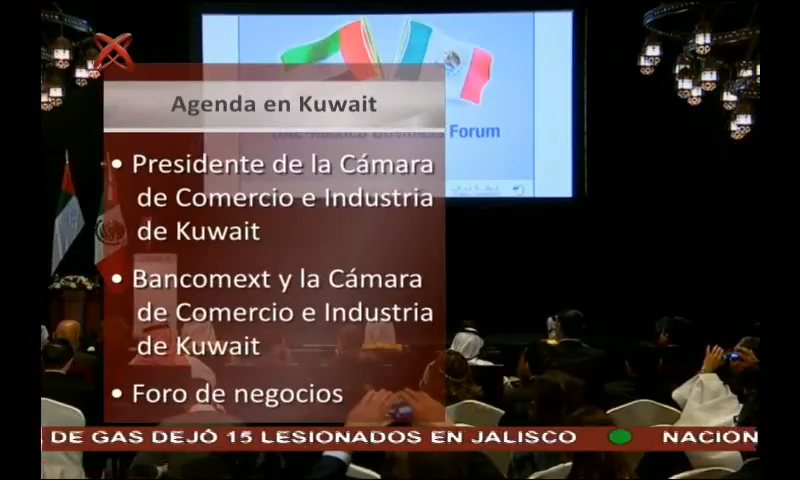 Agenda en Kuwait
Forum
• Presidente de la Cámara
de Comercio e Industria
de Kuwait
• Bancomext y la Cámara
de Comercio e Industria
de Kuwait
• Foro de negocios
DE GAS DEJÓ 15 LESIONADOS EN JALISCO NACION